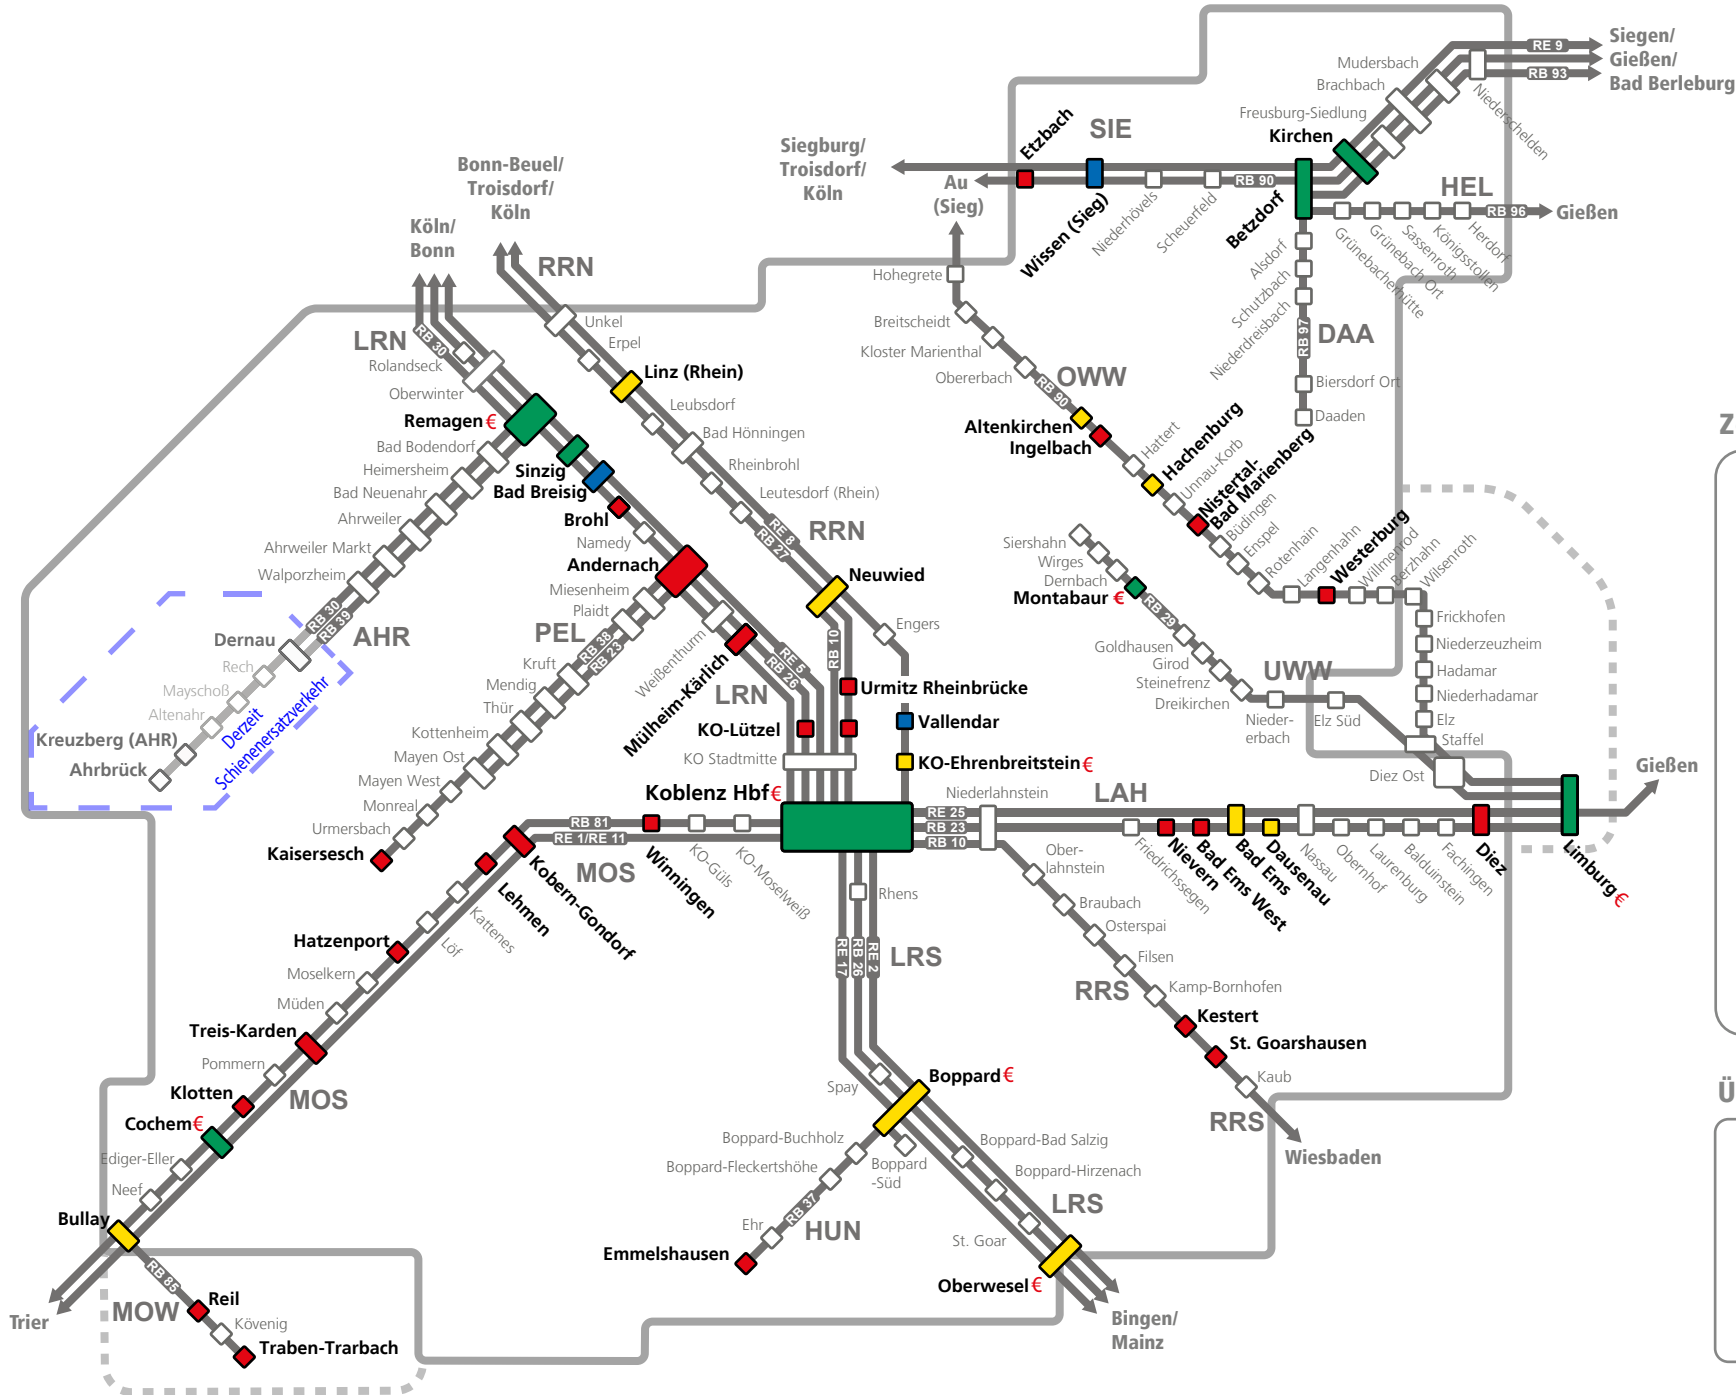 Siegen/
Gießen/
Bad Berleburg
RE 9
RB 93
Mudersbach
Brachbach
Freusburg-Siedlung
Kirchen
Niederschelden
Siegburg/
Troisdorf/
Köln
Etzbach
SIE
Au
(Sieg)
Wissen (Sieg)
Niederhövels
Scheuerfeld
RB 90
Betzdorf
HEL
RB 96
Gießen
Grünebacherhütte
Grünebach Ort
Sassenroth
Königsstollen
Herdorf
Alsdorf
Schutzbach
Niederdreisbach
RB 97
DAA
Biersdorf Ort
Daaden
Bonn-Beuel/
Troisdorf/
Köln
Köln/
Bonn
RRN
Hohegrete
Breitscheidt
Kloster Marienthal
Obererbach
OWW
RB 90
Altenkirchen
Ingelbach
Hattert
Hachenburg
Unnau-Korb
Nistertal-
Bad Marienberg
Büdingen
Enspel
Rotenhain
Langenhahn
Westerburg
Willmenrod
Berzhahn
Wilsenroth
Frickhofen
Niederzeuzheim
Hadamar
Niederhadamar
Elz
Staffel
LRN
RB 30
Rolandseck
Oberwinter
Remagen €
Unkel
Erpel
Linz (Rhein)
Leubsdorf
Bad Hönningen
Rheinbrohl
Leutesdorf (Rhein)
RE 8
RB 27
RRN
Neuwied
Engers
Bad Bodendorf
Heimersheim
Bad Neuenahr
Ahrweiler
Ahrweiler Markt
Walporzheim
RB 30
RB 39
AHR
Dernau
Rech
Mayschoß
Altenahr
Kreuzberg (AHR)
Ahrbrück
Derzeit
Schienenersatzverkehr
Sinzig
Bad Breisig
Brohl
Namedy
Andernach
Miesenheim
Plaidt
PEL
RB 38
RB 23
Kruft
Mendig
Thür
Kottenheim
Mayen Ost
Mayen West
Monreal
Urmersbach
Kaisersesch
Weißenthurm
Mülheim-Kärlich
LRN
RE 5
RB 26
RB 10
Urmitz Rheinbrücke
KO-Lützel
Vallendar
KO Stadtmitte
KO-Ehrenbreitstein €
Koblenz Hbf €
Siershahn
Wirges
Dernbach
Montabaur €
RB 29
Goldhausen
Girod
Steinefrenz
Dreikirchen
UWW
Nieder-
erbach
Elz Süd
Diez Ost
Gießen
Niederlahnstein
LAH
RE 25
RB 23
RB 10
Friedrichssegen
Nievern
Bad Ems West
Bad Ems
Dausenau
Nassau
Obernhof
Laurenburg
Balduinstein
Fachingen
Diez
Limburg €
Ober-
lahnstein
Braubach
Osterspai
Filsen
RRS
Kamp-Bornhofen
Kestert
St. Goarshausen
Kaub
RRS
Wiesbaden
RB 81
RE 1/RE 11
MOS
Winningen
KO-Güls
KO-Moselweiß
Kobern-Gondorf
Lehmen
Kattenes
Löf
Hatzenport
Moselkern
Müden
Treis-Karden
Pommern
MOS
Klotten
Cochem €
Ediger-Eller
Neef
Bullay
Trier
RB 85
MOW
Reil
Kövenig
Traben-Trarbach
Rhens
RE 17
RB 26
RE 2
LRS
Spay
Boppard €
Boppard-Buchholz
Boppard-Fleckertshöhe
Boppard
-Süd
Boppard-Bad Salzig
Boppard-Hirzenach
LRS
Ehr
RB 37
HUN
Emmelshausen
St. Goar
Oberwesel €
Bingen/
Mainz
Z
Ü